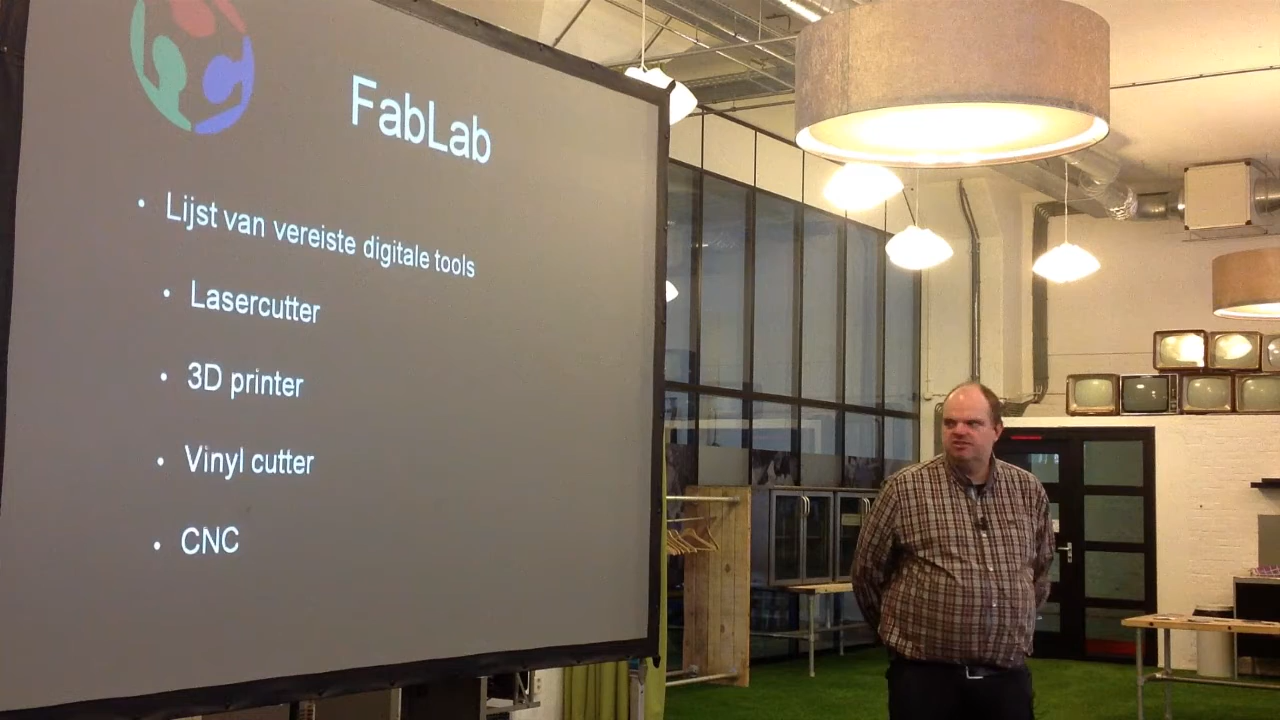 FabLab
• Lijst van vereiste digitale tools
• Lasercutter
• 3D printer
• Vinyl cutter
• CNC